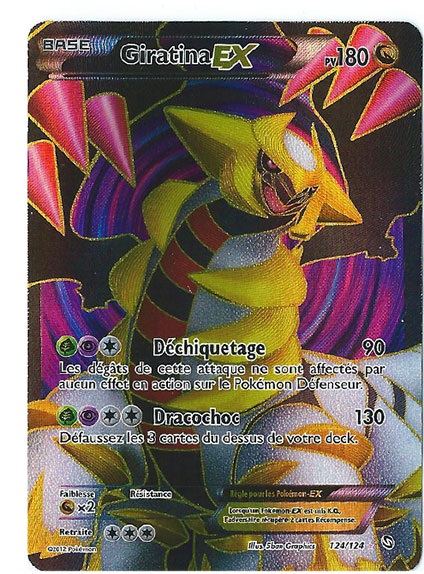 BASE Giratina EX PV180
Déchiquetage 90
Les dégâts de cette attaque ne sont affectés par
aucun effet en action sur le Pokémon Défenseur.
Dracochoc 130
Défaussez les 3 cartes du dessus de votre deck.
Faiblesse Résistance
×2
Règle pour les Pokémon-EX
Lorsqu'un Pokémon-EX est mis K.O.,
l'adversaire récupère 2 cartes Récompense.
Retraite
©2012 Pokémon Illus. 5ban Graphics 124/124